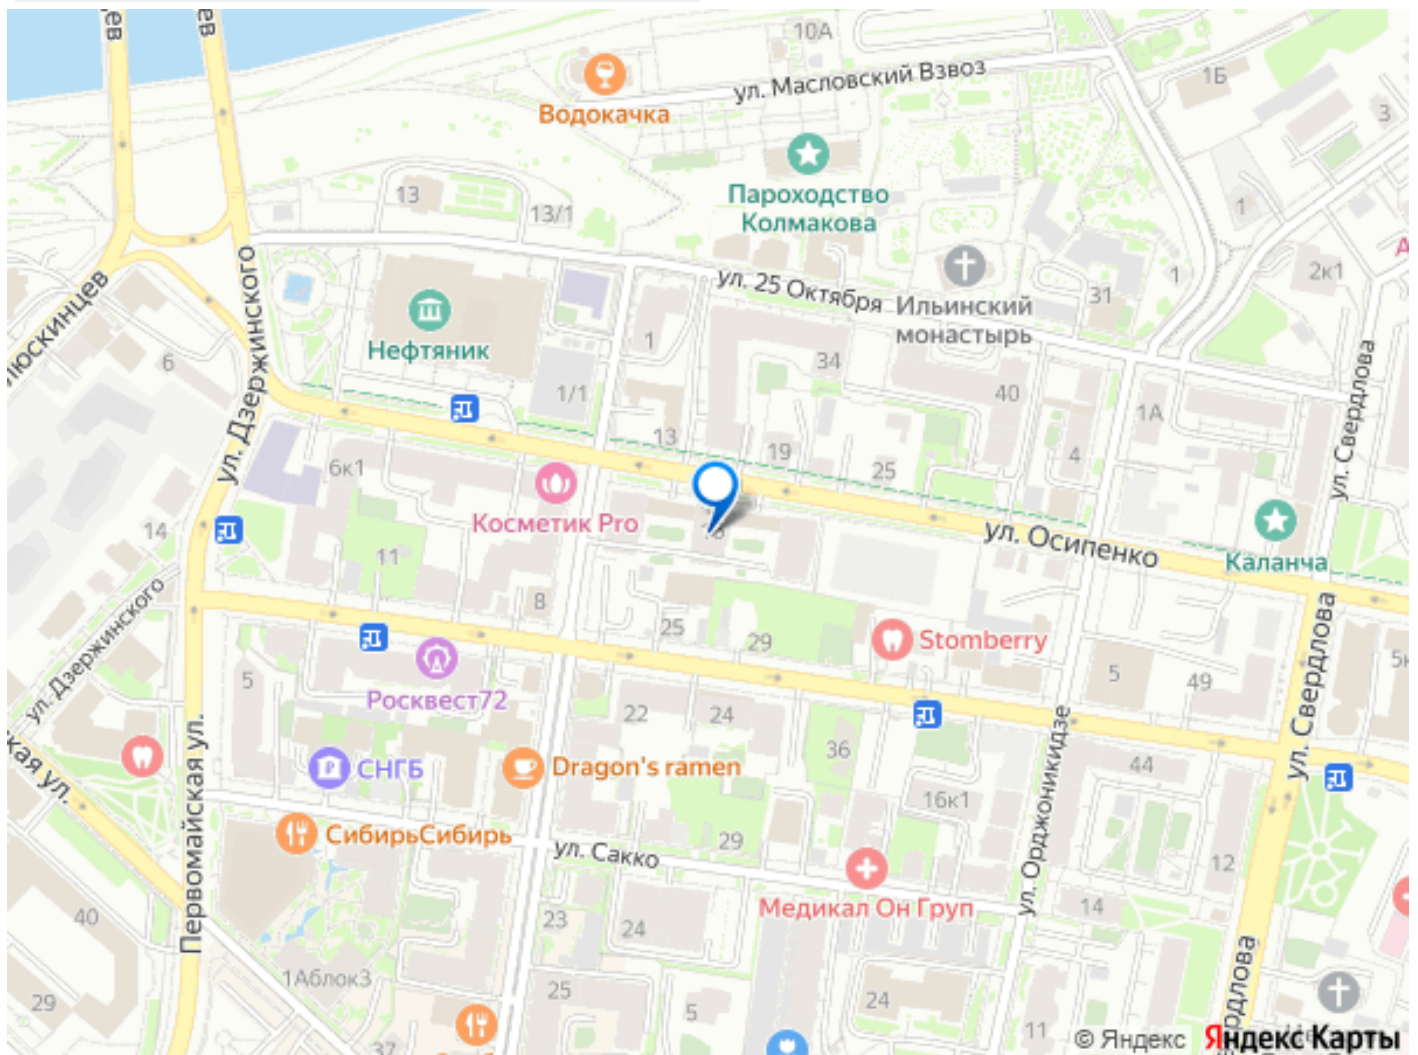 10А
1Б
ул. Масловский Взвоз
Водокачка
3
Пароходство
Колмакова
13
13/1
1
ул. 25 Октября
Ильинский
монастырь
31
1
2к1
ул. Дзержинского
Нефтяник
1
34
6
1/1
40
1А
ул. Свердлова
13
19
25
4
6к1
Косметик Pro
14
11
ул. Осипенко
Каланча
8
25
29
Stomberry
ул. Дзержинского
5
Росквест72
22
24
5
49
ул. Свердлова
36
ул. Орджоникидзе
44
СНГБ
Dragon's ramen
16к1
Первомайская ул.
СибирьСибирь
29
ул. Сакко
12
Медикал Он Груп
14
40
23
24
1Аблок3
29
25
5
24
11
37
© Яндекс Яндекс Карты